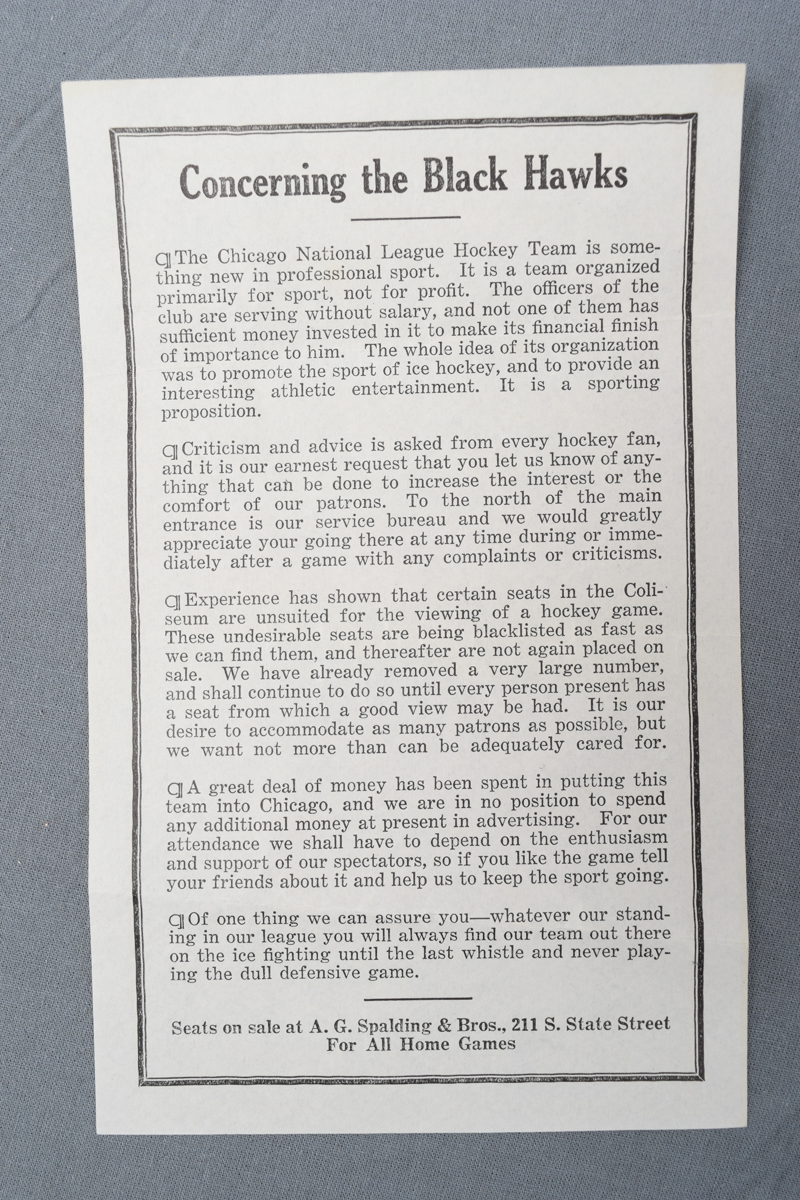 Concerning the Black Hawks
¶ The Chicago National League Hockey Team is some-
thing new in professional sport. It is a team organized
primarily for sport, not for profit. The officers of the
club are serving without salary, and not one of them has
sufficient money invested in it to make its financial finish
of importance to him. The whole idea of its organization
was to promote the sport of ice hockey, and to provide an
interesting athletic entertainment. It is a sporting
proposition.
¶ Criticism and advice is asked from every hockey fan,
and it is our earnest request that you let us know of any-
thing that can be done to increase the interest or the
comfort of our patrons. To the north of the main
entrance is our service bureau and we would greatly
appreciate your going there at any time during or imme-
diately after a game with any complaints or criticisms.
¶ Experience has shown that certain seats in the Coli-
seum are unsuited for the viewing of a hockey game.
These undesirable seats are being blacklisted as fast as
we can find them, and thereafter are not again placed on
sale. We have already removed a very large number,
and shall continue to do so until every person present has
a seat from which a good view may be had. It is our
desire to accommodate as many patrons as possible, but
we want not more than can be adequately cared for.
¶ A great deal of money has been spent in putting this
team into Chicago, and we are in no position to spend
any additional money at present in advertising. For our
attendance we shall have to depend on the enthusiasm
and support of our spectators, so if you like the game tell
your friends about it and help us to keep the sport going.
¶ Of one thing we can assure you—whatever our stand-
ing in our league you will always find our team out there
on the ice fighting until the last whistle and never play-
ing the dull defensive game.
Seats on sale at A. G. Spalding & Bros., 211 S. State Street
For All Home Games